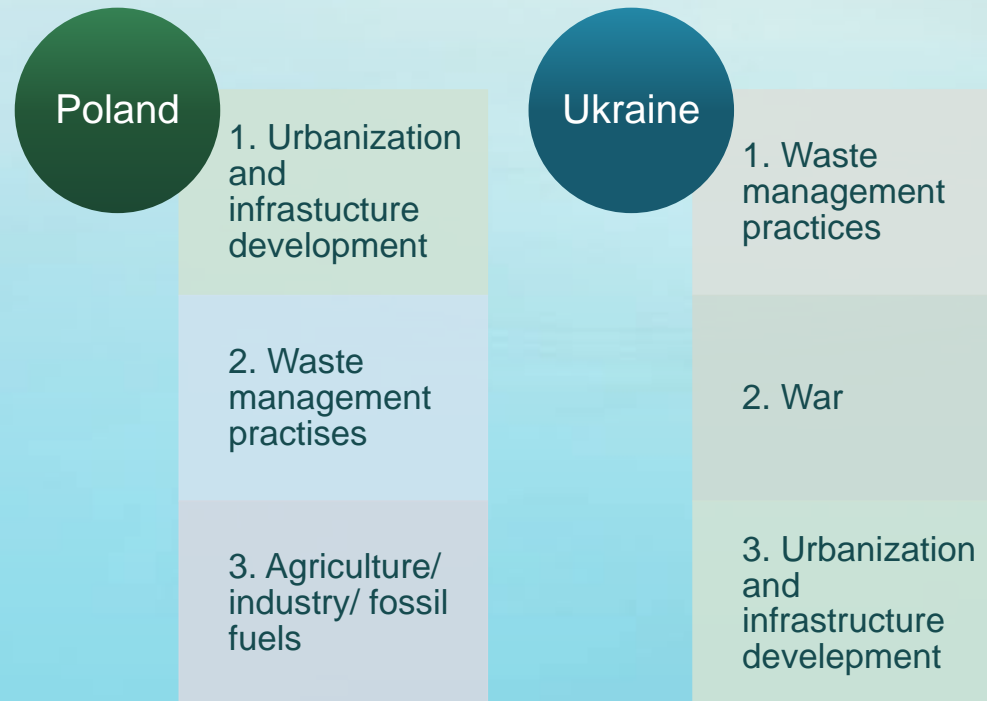 Poland
1. Urbanization
and
infrastucture
development
2. Waste
management
practises
3. Agriculture/
industry/ fossil
fuels
Ukraine
1. Waste
management
practices
2. War
3. Urbanization
and
infrastructure
develepment